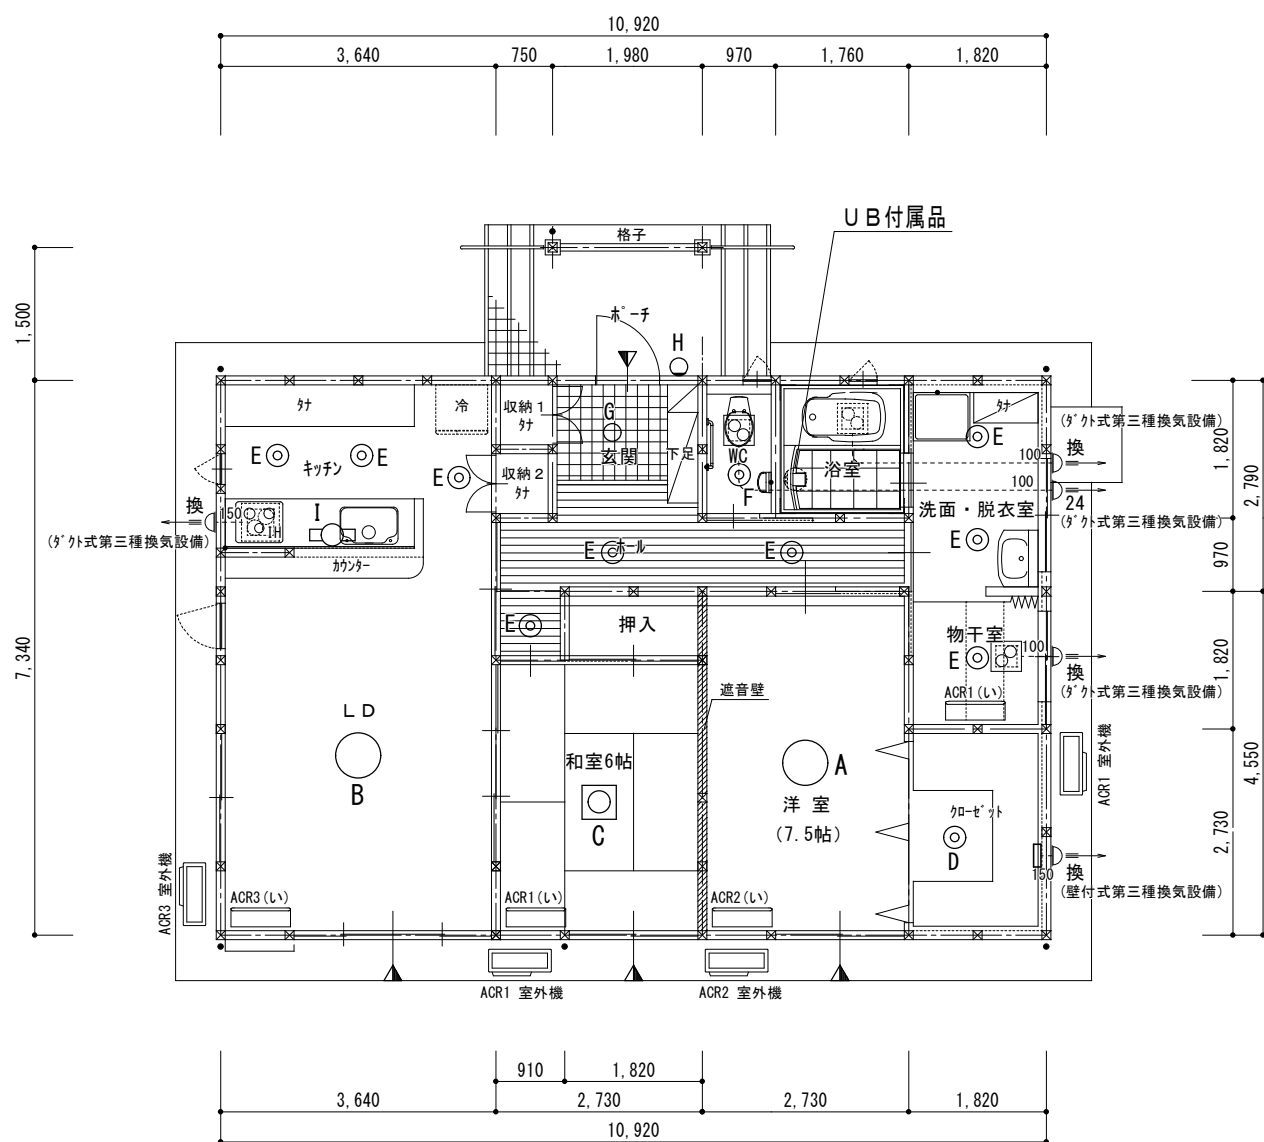 10,920
3,640
750
1,980
970
1,760
1,820
UB付属品
格子
1,500
ポーチ
H
タナ
冷
収納1
タナ
G
玄関
下足
WC
F
浴室
タナ
E
(ダクト式第三種換気設備)
換
100
100
24
(ダクト式第三種換気設備)
1,820
2,790
E
キッチン
E
E
収納2
タナ
洗面・脱衣室
換
150
(ダクト式第三種換気設備)
I
IH
カウンター
E
ホール
E
E
970
7,340
E
押入
物干室
E
100
換
(ダクト式第三種換気設備)
1,820
ACR1(い)
遮音壁
LD
B
和室6帖
C
A
洋室
(7.5帖)
クローゼット
D
ACR1 室外機
4,550
2,730
150
換
(壁付式第三種換気設備)
ACR3 室外機
ACR3(い)
ACR1(い)
ACR2(い)
ACR1 室外機
ACR2 室外機
910
1,820
3,640
2,730
2,730
1,820
10,920